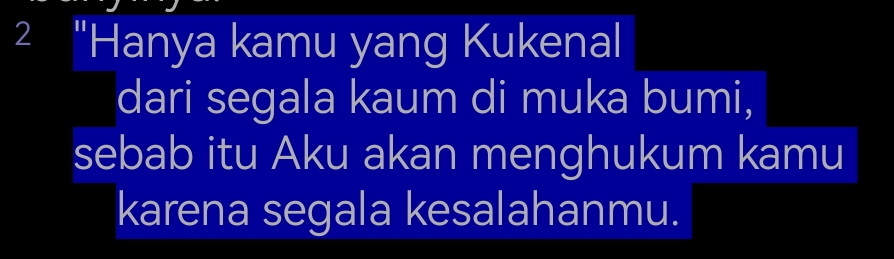 2 "Hanya kamu yang Kukenal
dari segala kaum di muka bumi,
sebab itu Aku akan menghukum kamu
karena segala kesalahanmu.